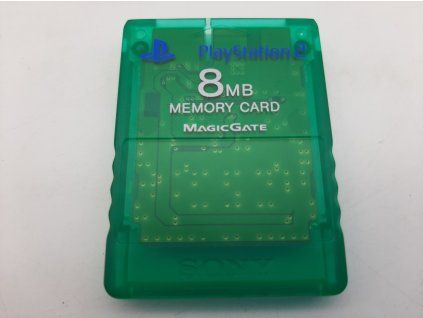 PlayStation 2
8MB
MEMORY CARD
MAGICGATE
SONY